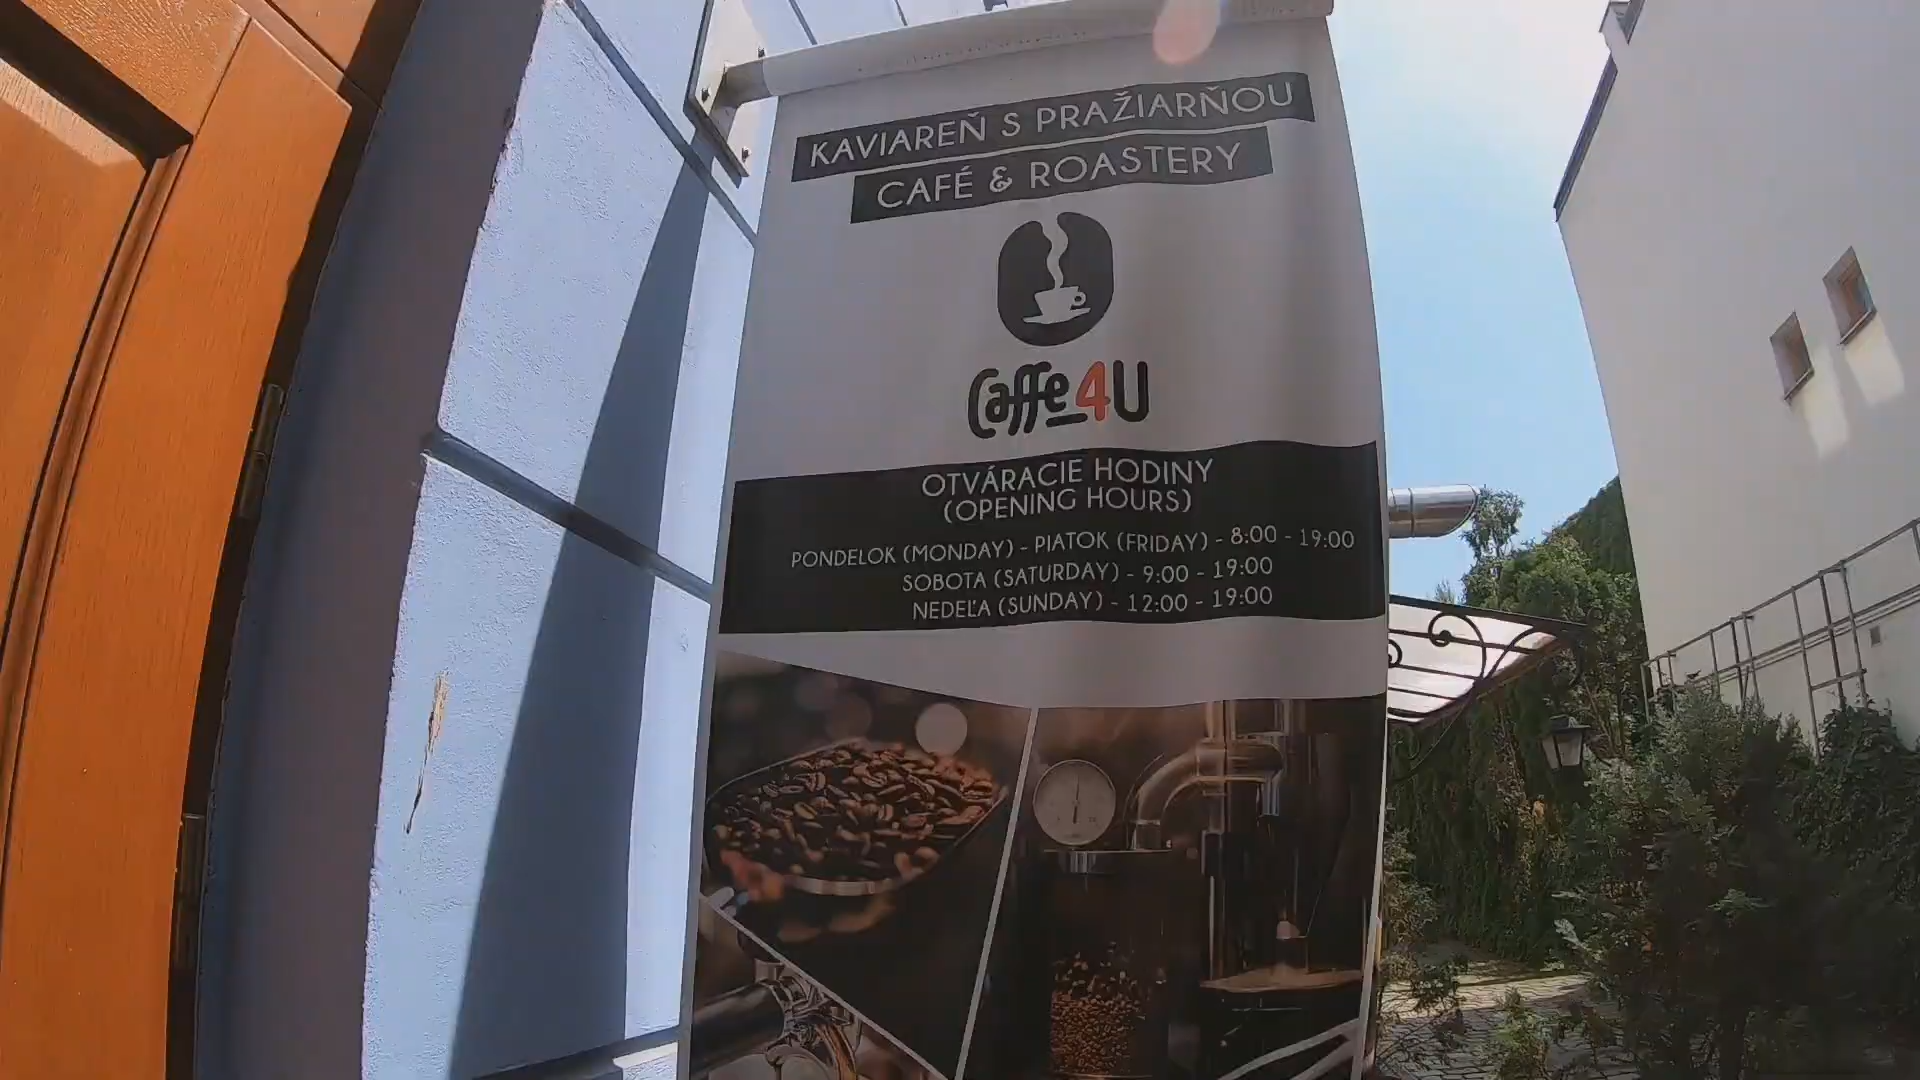 KAVIAREŇ S PRAŽIARŇOU
CAFÉ & ROASTERY
Caffe4U
OTVÁRACIE HODINY
(OPENING HOURS)
PONDELOK (MONDAY) - PIATOK (FRIDAY) - 8:00 - 19:00
SOBOTA (SATURDAY) - 9:00 - 19:00
NEDEĽA (SUNDAY) - 12:00 - 19:00